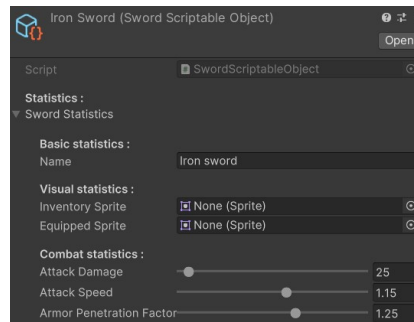 Iron Sword (Sword Scriptable Object)
Open
Script SwordScriptableObject
Statistics :
Sword Statistics
Basic statistics :
Name Iron sword
Visual statistics :
Inventory Sprite None (Sprite)
Equipped Sprite None (Sprite)
Combat statistics :
Attack Damage 25
Attack Speed 1.15
Armor Penetration Factor 1.25